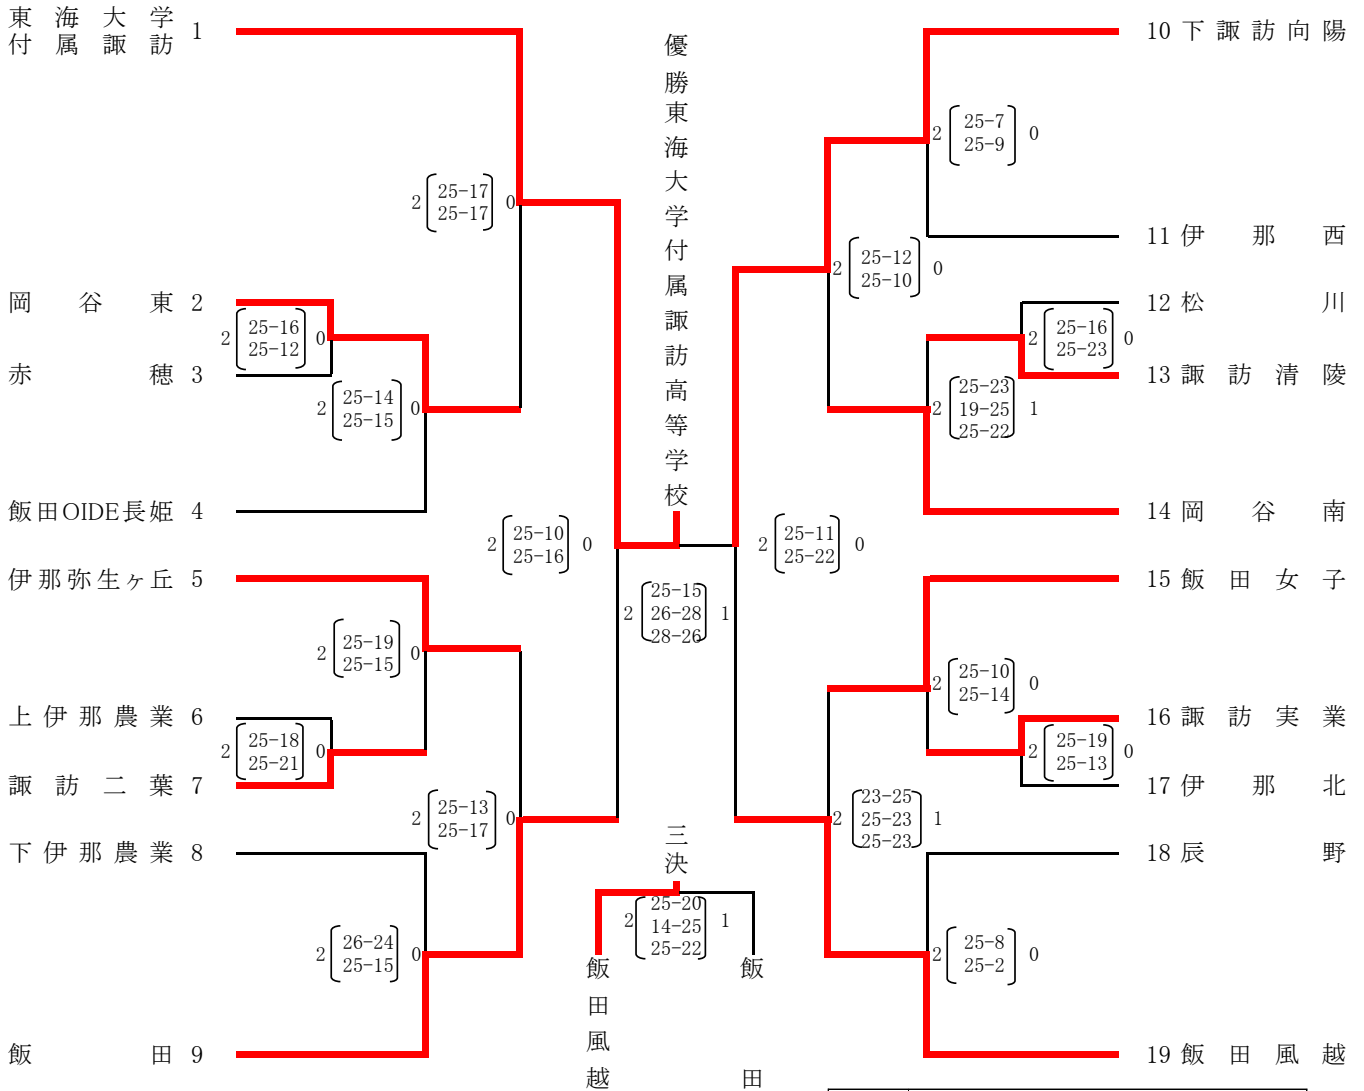 東海大学
付属諏訪 1
岡谷東 2
赤穂 3
飯田OIDE長姫 4
伊那弥生ヶ丘 5
上伊那農業 6
諏訪二葉 7
下伊那農業 8
飯田 9
2 25-17 0
25-17
2 25-16 0
25-12
2 25-14 0
25-15
2 25-19 0
25-15
2 25-18 0
25-21
2 25-13 0
25-17
2 26-24 0
25-15
2 25-10 0
25-16
優勝東海大学付属諏訪高等学校
2 25-15 1
26-28
28-26
三決
2 25-20 1
14-25
25-22
飯田風越
飯田
2 25-11 0
25-22
2 25-7 0
25-9
2 25-12 0
25-10
2 25-16 0
25-23
2 25-23 1
19-25
25-22
2 25-10 0
25-14
2 25-19 0
25-13
2 23-25 1
25-23
25-23
2 25-8 0
25-2
10 下諏訪向陽
11 伊那西
12 松川
13 諏訪清陵
14 岡谷南
15 飯田女子
16 諏訪実業
17 伊那北
18 辰野
19 飯田風越